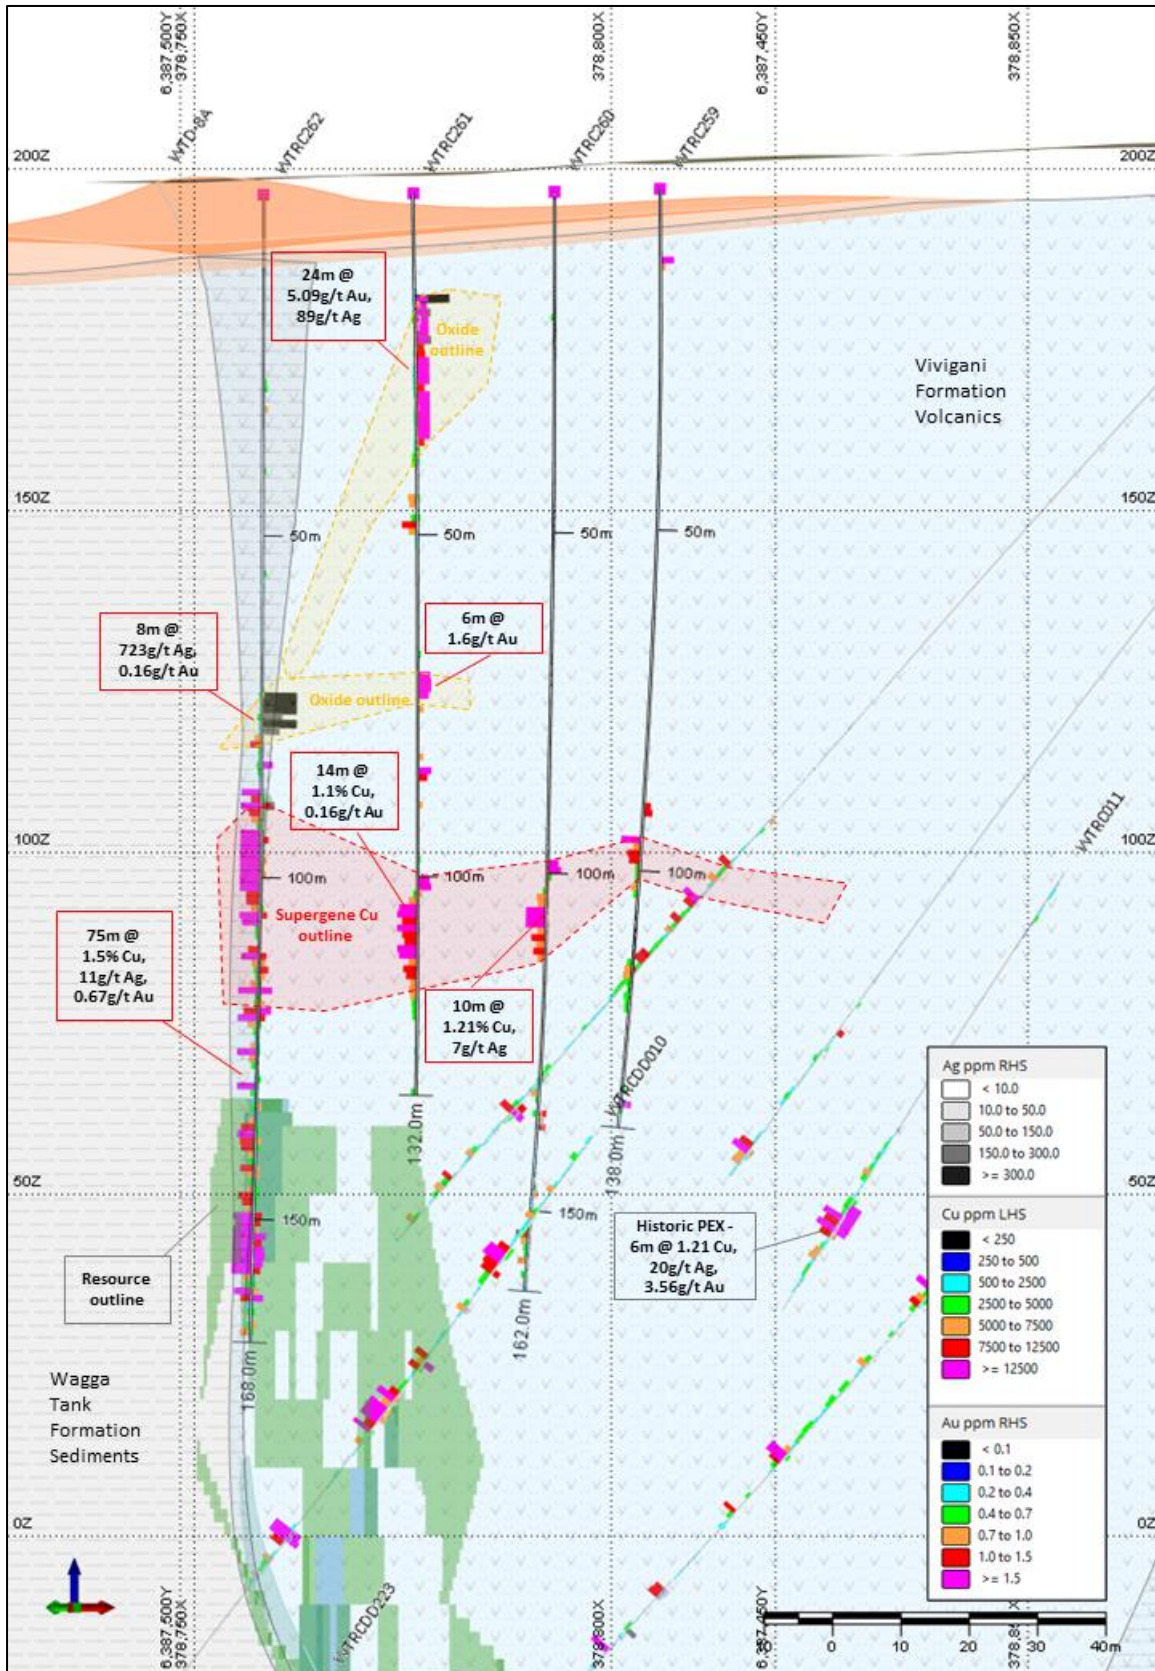 6,387,500Y
378,750X
378,800X
6,387,450Y
378,850X
WTD-8A
WTRC262
WTRC261
WTRC260
WTRC259
200Z
200Z
24m @
5.09g/t Au,
89g/t Ag
Oxide
outline
Vivigani
Formation
Volcanics
150Z
150Z
50m
50m
50m
50m
8m @
723g/t Ag,
0.16g/t Au
6m @
1.6g/t Au
Oxide outline
14m @
1.1% Cu,
0.16g/t Au
WTRC011
100Z
100Z
100m
100m
100m
100m
Supergene Cu
outline
75m @
1.5% Cu,
11g/t Ag,
0.67g/t Au
10m @
1.21% Cu,
7g/t Ag
WTRCDD010
132.0m
138.0m
50Z
50Z
150m
150m
Historic PEX -
6m @ 1.21 Cu,
20g/t Ag,
3.56g/t Au
Resource
outline
162.0m
168.0m
Wagga
Tank
Formation
Sediments
Ag ppm RHS
< 10.0
10.0 to 50.0
50.0 to 150.0
150.0 to 300.0
>= 300.0
Cu ppm LHS
< 250
250 to 500
500 to 2500
2500 to 5000
5000 to 7500
7500 to 12500
>= 12500
Au ppm RHS
< 0.1
0.1 to 0.2
0.2 to 0.4
0.4 to 0.7
0.7 to 1.0
1.0 to 1.5
>= 1.5
0Z
0Z
WTRCDD223
6,387,500Y
378,750X
378,800X
6,387,450Y
0
10
20
30
40m